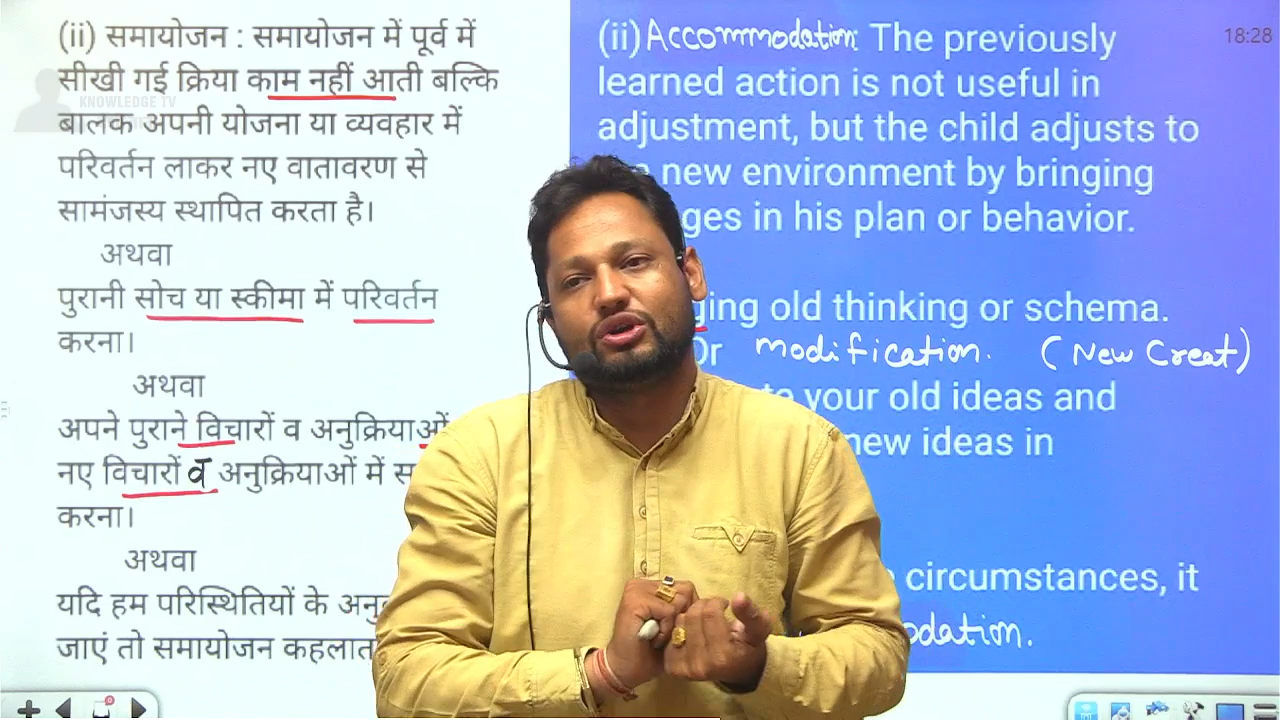 (ii) समायोजन : समायोजन में पूर्व में
सीखी गई क्रिया काम नहीं आती बल्कि
बालक अपनी योजना या व्यवहार में
परिवर्तन लाकर नए वातावरण से
सामंजस्य स्थापित करता है।
अथवा
पुरानी सोच या स्कीमा में परिवर्तन
करना।
अथवा
अपने पुराने विचारों व अनुक्रियाओं
नए विचारों व अनुक्रियाओं में
करना।
अथवा
यदि हम परिस्थितियों के
जाएं तो समायोजन
KNOWLEDGE TV
(ii) Accommodation: The previously
learned action is not useful in
adjustment, but the child adjusts to
new environment by bringing
in his plan or behavior.
old thinking or schema.
Or modification. (New Creat)
your old ideas and
new ideas in
circumstances, it
18:28